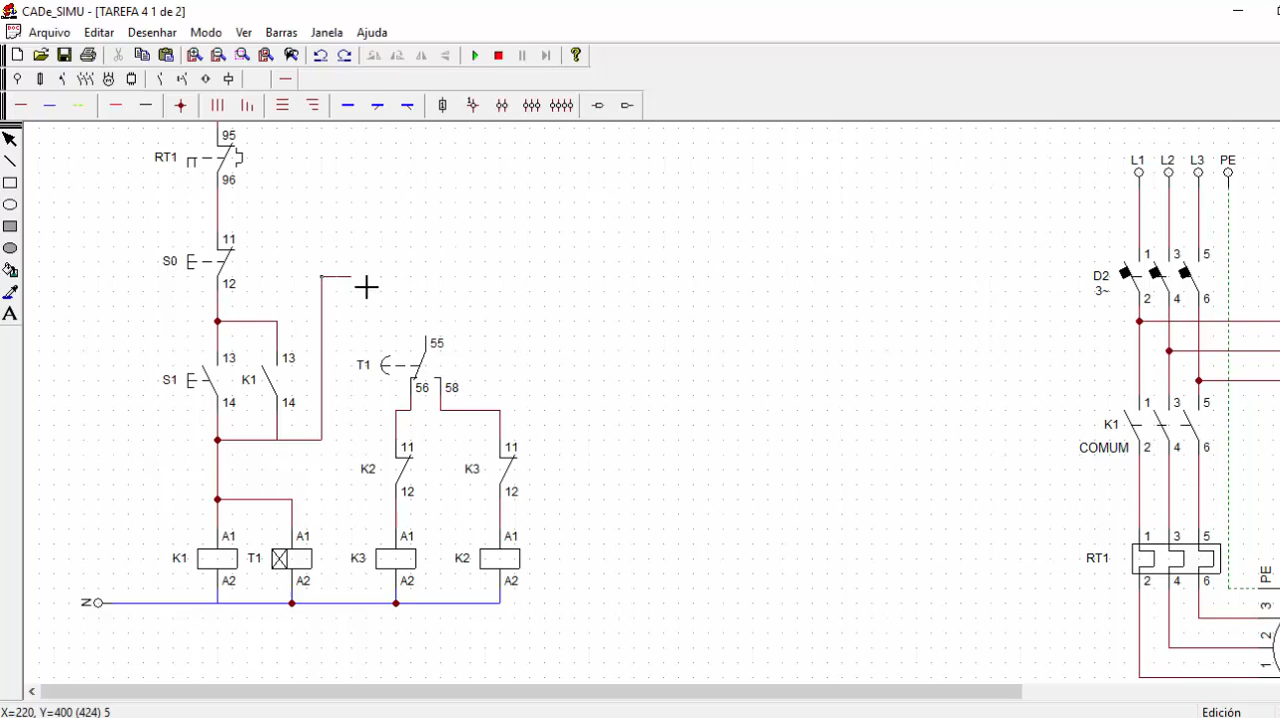 CADe_SIMU - [TAREFA 4 1 de 2]
Arquivo Editar Desenhar Modo Ver Barras Janela Ajuda
95
RT1
96
11
S0
12
13 13
S1 K1
14 14
55
T1
56 58
11 11
K2 K3
12 12
A1 A1 A1 A1
K1 T1 K3 K2
A2 A2 A2 A2
N
L1 L2 L3 PE
1 3 5
D2
3~
2 4 6
1 3 5
K1
COMUM 2 4 6
1 3 5
RT1
2 4 6
PE
3
2
1
X=220, Y=400 (424) 5
Edición